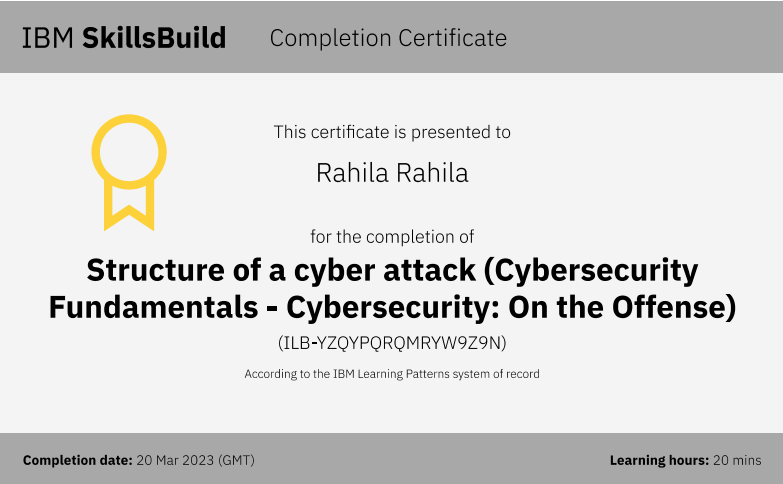 IBM SkillsBuild Completion Certificate
This certificate is presented to
Rahila Rahila
for the completion of
Structure of a cyber attack (Cybersecurity
Fundamentals - Cybersecurity: On the Offense)
(ILB-YZQYPQRQMRYW9Z9N)
According to the IBM Learning Patterns system of record
Completion date: 20 Mar 2023 (GMT) Learning hours: 20 mins